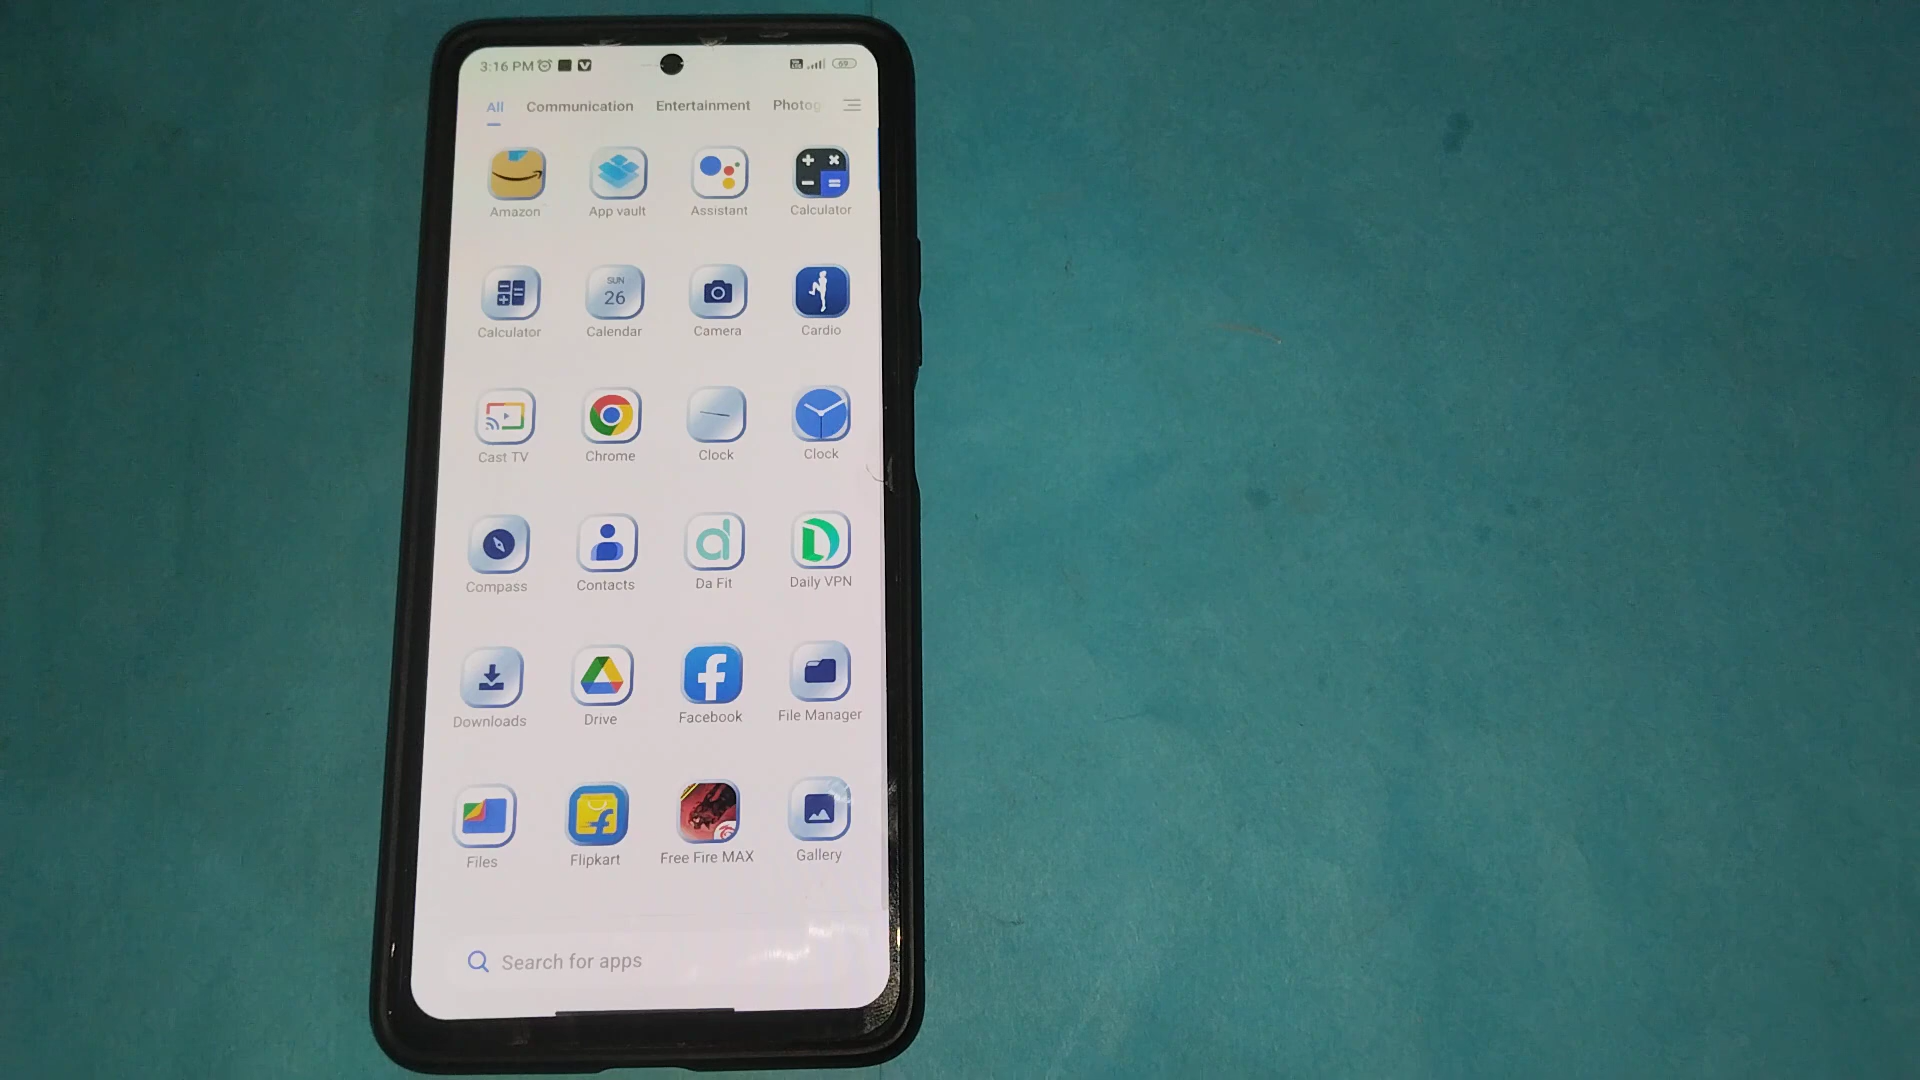 3:16 PM 69
All Communication Entertainment Photog
Amazon App vault Assistant Calculator
SUN
26
Calculator Calendar Camera Cardio
Cast TV Chrome Clock Clock
Compass Contacts Da Fit Daily VPN
Downloads Drive Facebook File Manager
Files Flipkart Free Fire MAX Gallery
Search for apps